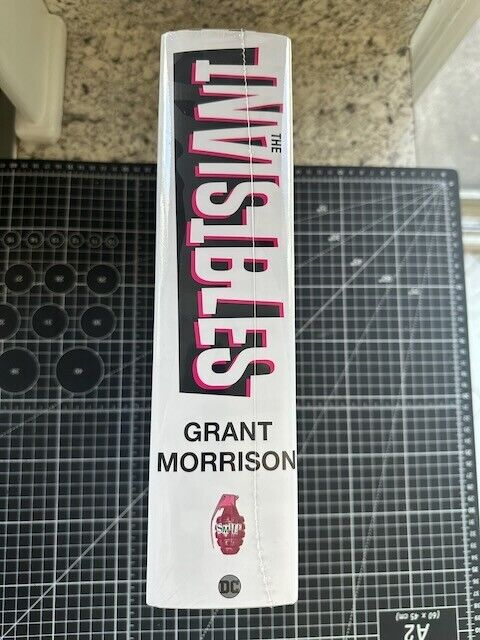 THE
INVISIBLES
GRANT
MORRISON
DC
A2
(60 x 45 cm)